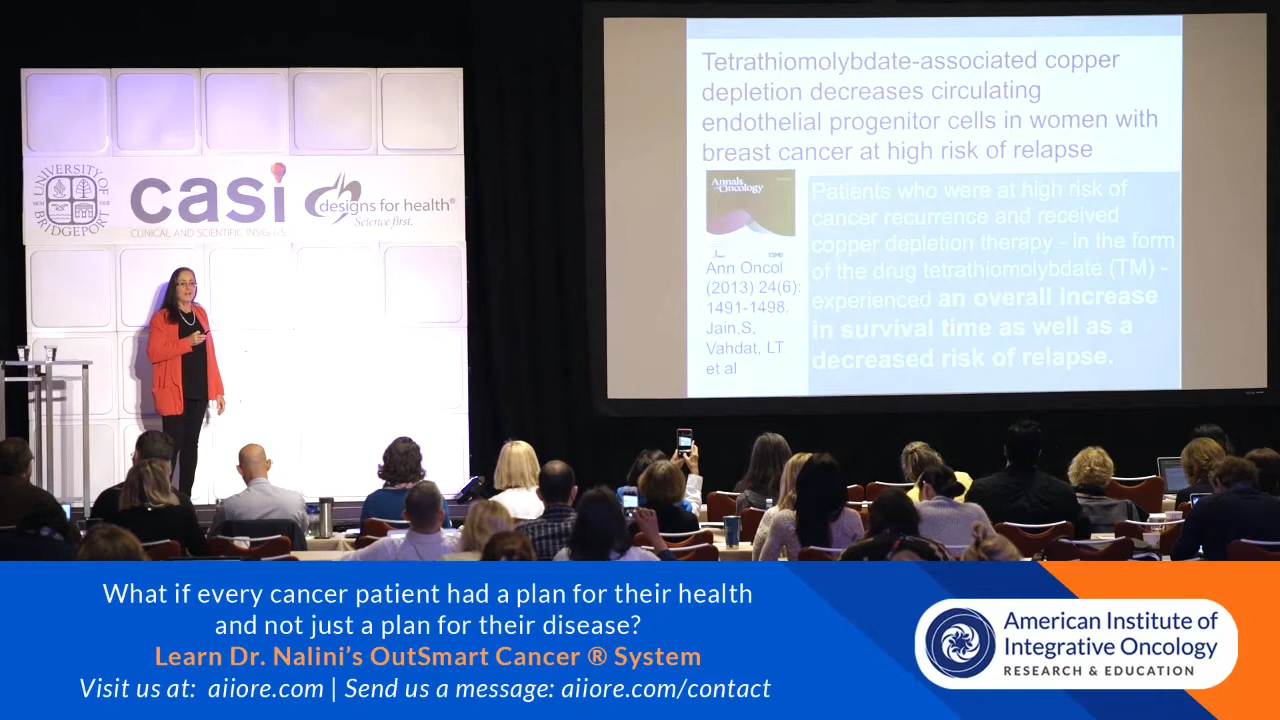 Tetrathiomolybdate-associated copper
depletion decreases circulating
endothelial progenitor cells in women with
breast cancer at high risk of relapse
Annals
of Oncology
Ann Oncol
(2013) 24(6):
1491-1498,
Jain,S,
Vahdat, LT
et al
Patients who were at high risk of
cancer recurrence and received
copper depletion therapy - in the form
of the drug tetrathiomolybdate (TM) -
experienced an overall increase
in survival time as well as a
decreased risk of relapse.
UNIVERSITY OF
BRIDGEPORT
casi
CLINICAL AND SCIENTIFIC INSIGHTS
designs for health®
Science first.
What if every cancer patient had a plan for their health
and not just a plan for their disease?
Learn Dr. Nalini’s OutSmart Cancer ® System
Visit us at: aiiore.com | Send us a message: aiiore.com/contact
American Institute of
Integrative Oncology
RESEARCH & EDUCATION